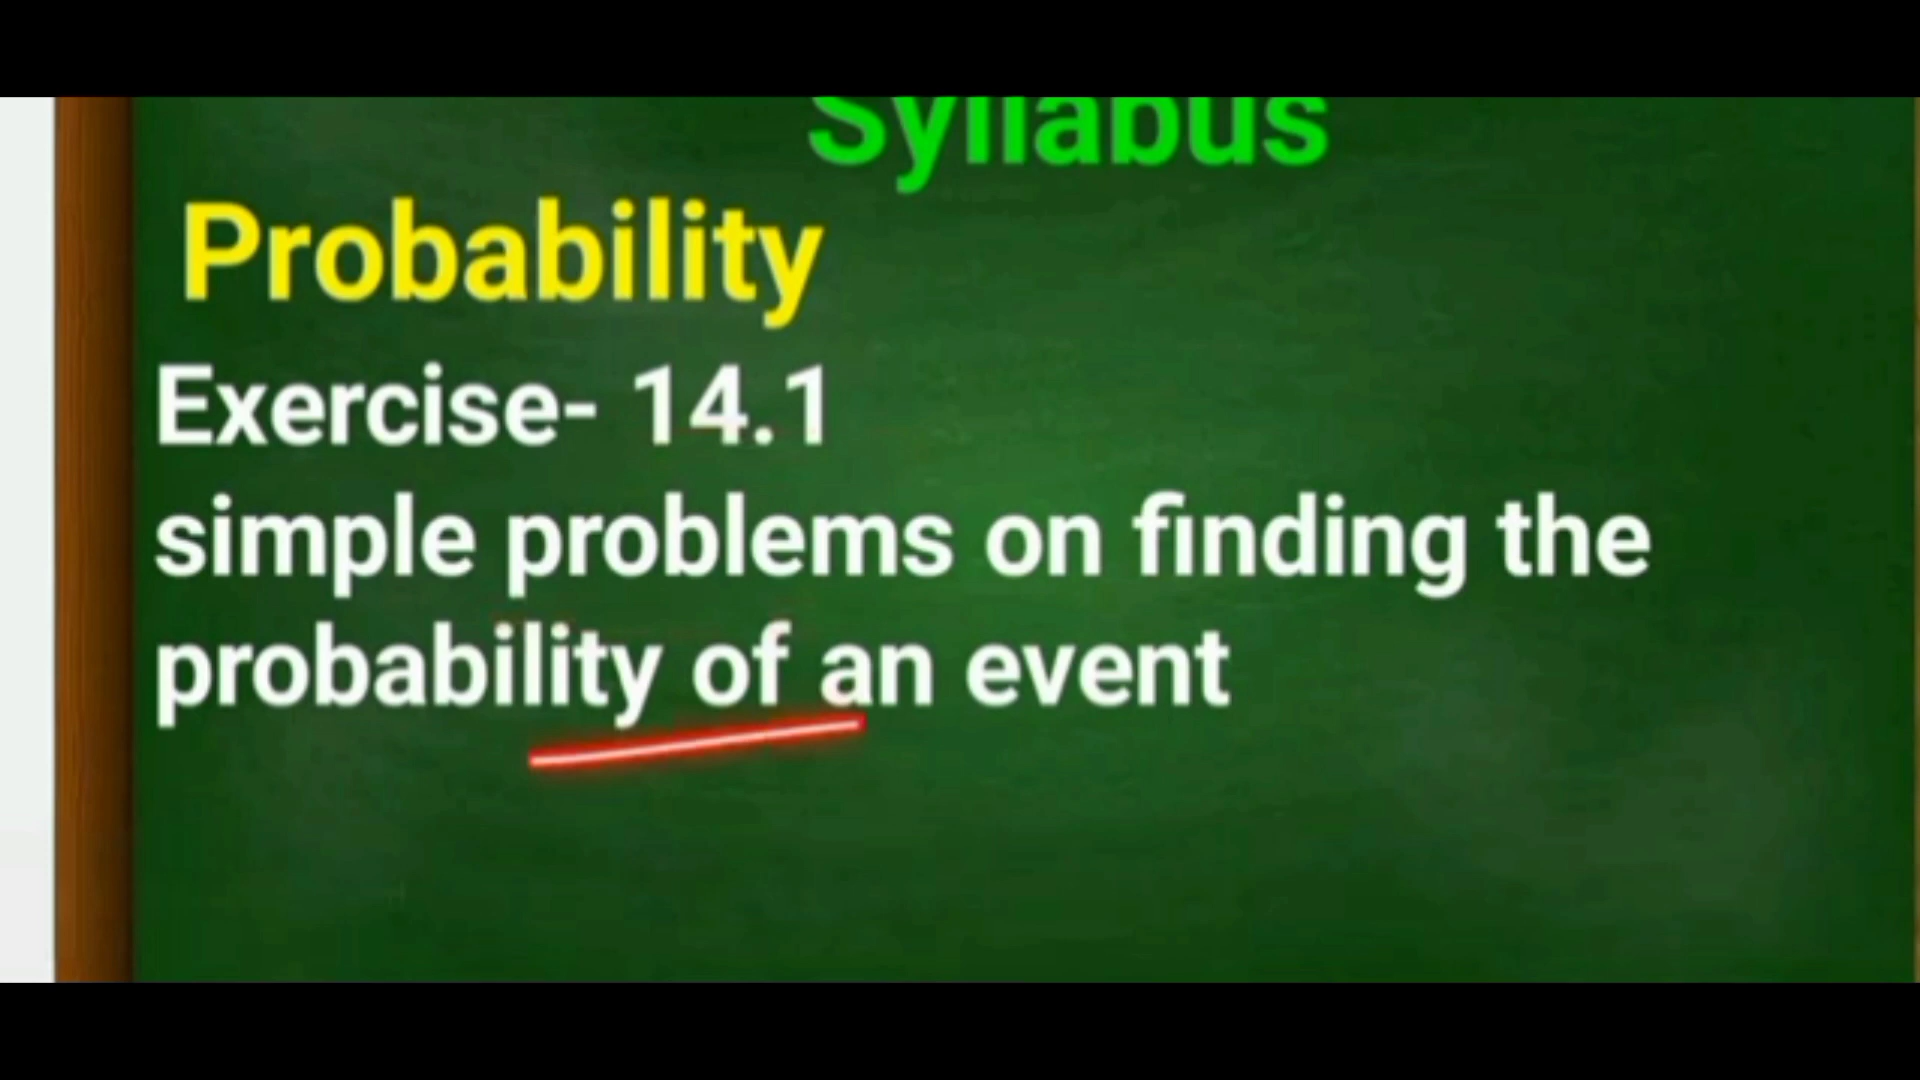 Syllabus
Probability
Exercise- 14.1
simple problems on finding the
probability of an event